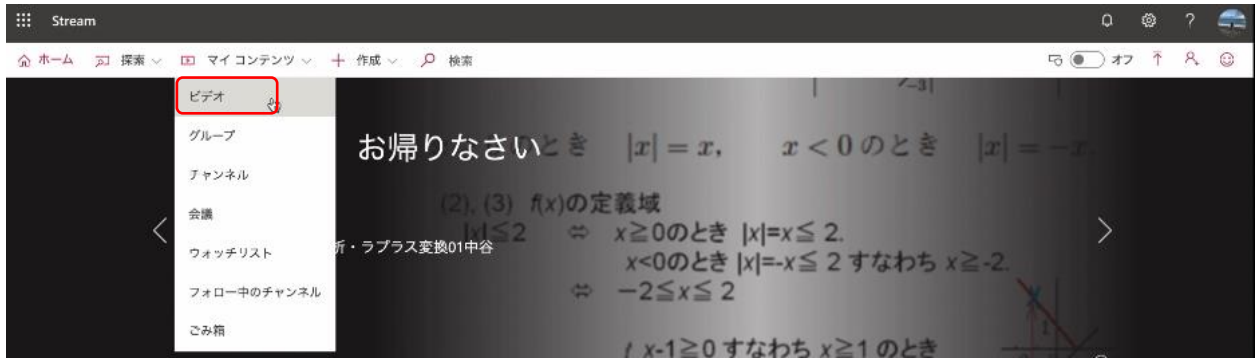 Stream
ホーム 探索 マイ コンテンツ 作成 検索 オフ
ビデオ
グループ
チャンネル
会議
ウォッチリスト
フォロー中のチャンネル
ごみ箱
お帰りなさい
析・ラプラス変換01中谷
のとき |x| = x, x < 0 のとき |x| = −x.
(2), (3) f(x)の定義域
|x|≦2 ⇔ x≧0のとき |x|=x≦ 2.
x<0のとき |x|=-x≦ 2 すなわち x≧-2.
⇔ −2≦x≦ 2
x-1≧0 すなわち x≧1 のとき